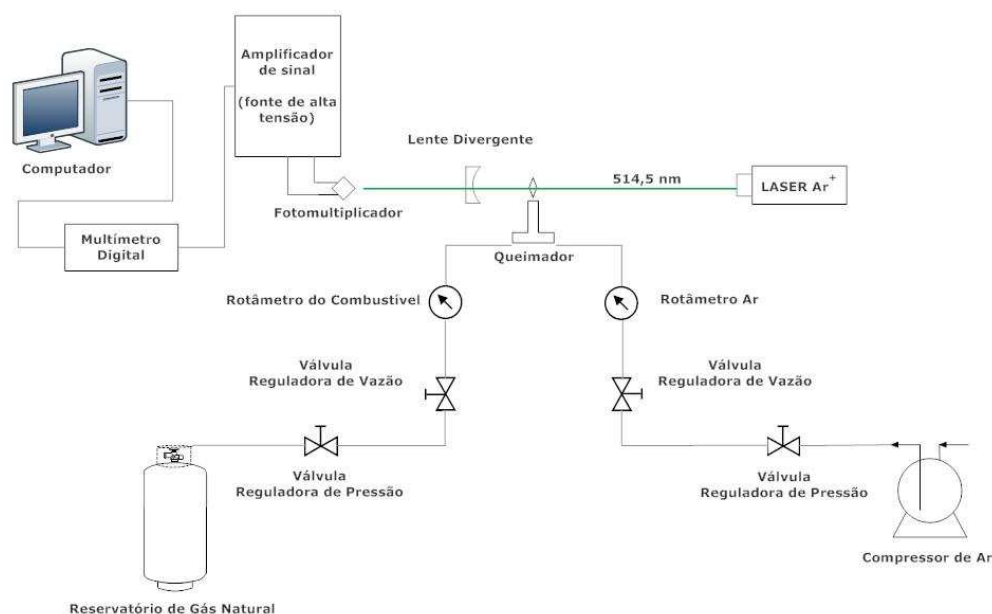 Amplificador
de sinal
(fonte de alta
tensão)
Computador
Lente Divergente
514,5 nm
LASER Ar+
Fotomultiplicador
Multímetro
Digital
Queimador
Rotâmetro do Combustível
Rotâmetro Ar
Válvula
Reguladora de Vazão
Válvula
Reguladora de Vazão
Válvula
Reguladora de Pressão
Válvula
Reguladora de Pressão
Compressor de Ar
Reservatório de Gás Natural